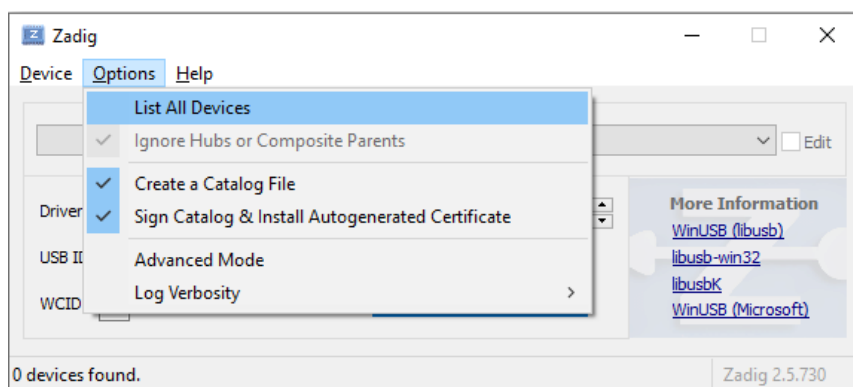 Zadig
Device Options Help
List All Devices
Ignore Hubs or Composite Parents
Edit
Create a Catalog File
Sign Catalog & Install Autogenerated Certificate
Advanced Mode
Log Verbosity
Driver
USB ID
WCID
More Information
WinUSB (libusb)
libusb-win32
libusbK
WinUSB (Microsoft)
0 devices found.
Zadig 2.5.730